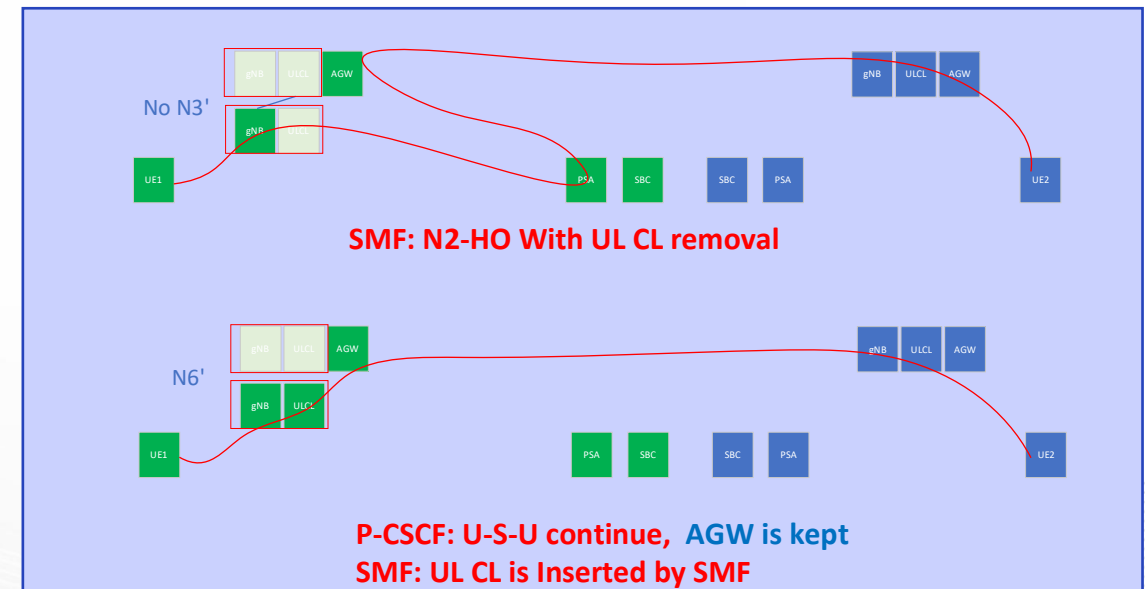 gNB ULCL AGW gNB ULCL AGW
No N3'
gNB ULCL
UE1 PSA SBC SBC PSA UE2
SMF: N2-HO With UL CL removal
gNB ULCL AGW gNB ULCL AGW
N6'
gNB ULCL
UE1 PSA SBC SBC PSA UE2
P-CSCF: U-S-U continue, AGW is kept
SMF: UL CL is Inserted by SMF